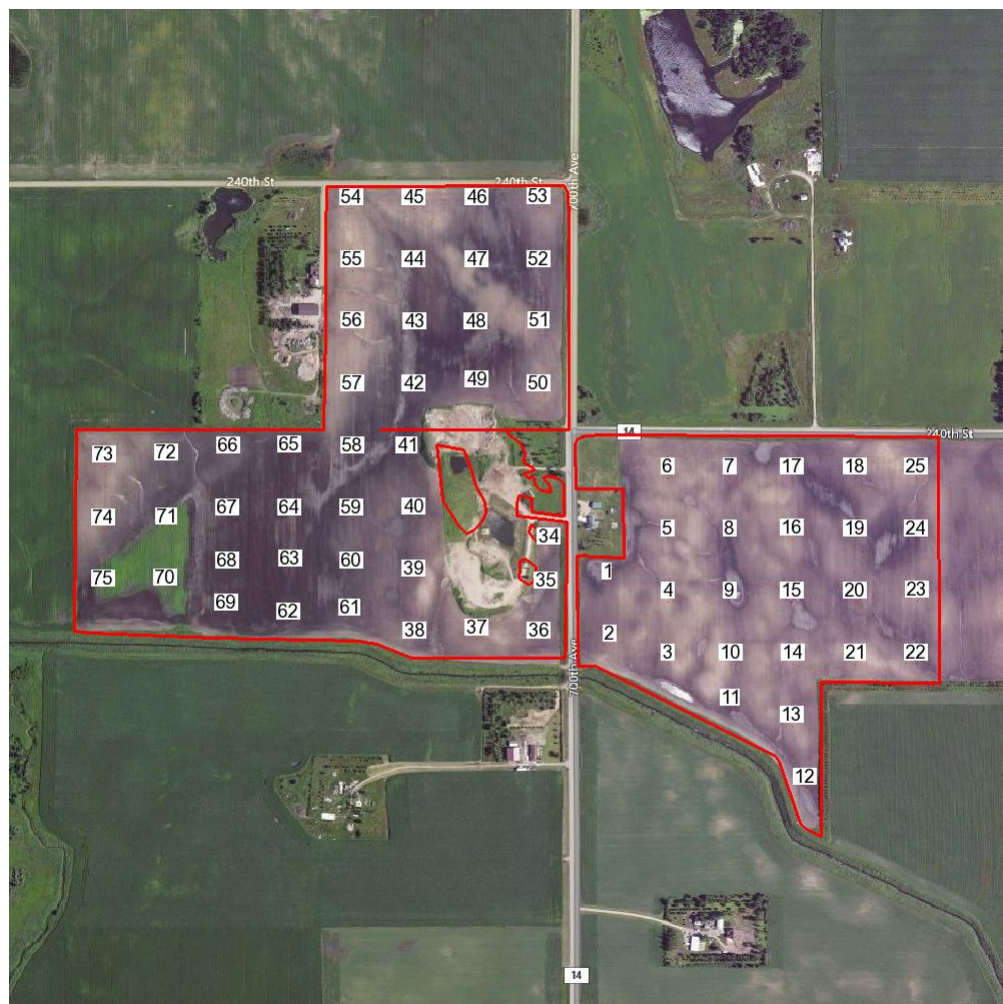 240th St
240th St
700th Ave
54 45 46 53
55 44 47 52
56 43 48 51
57 42 49 50
14
240th St
73 72 66 65 58 41
6 7 17 18 25
74 71 67 64 59 40
5 8 16 19 24
34
75 70 68 63 60 39 35
1
4 9 15 20 23
69 62 61 38 37 36
2
3 10 14 21 22
11
13
700th Ave
12
14